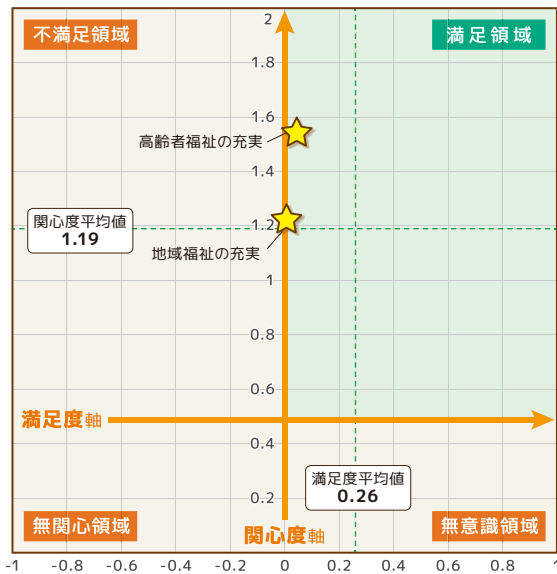 不満足領域
2
満足領域
1.8
1.6
高齢者福祉の充実
1.4
関心度平均値
1.19
1.2
地域福祉の充実
1
0.8
0.6
満足度軸
0.4
満足度平均値
0.26
0.2
無関心領域
関心度軸
無意識領域
-1
-0.8
-0.6
-0.4
-0.2
0
0.2
0.4
0.6
0.8
1